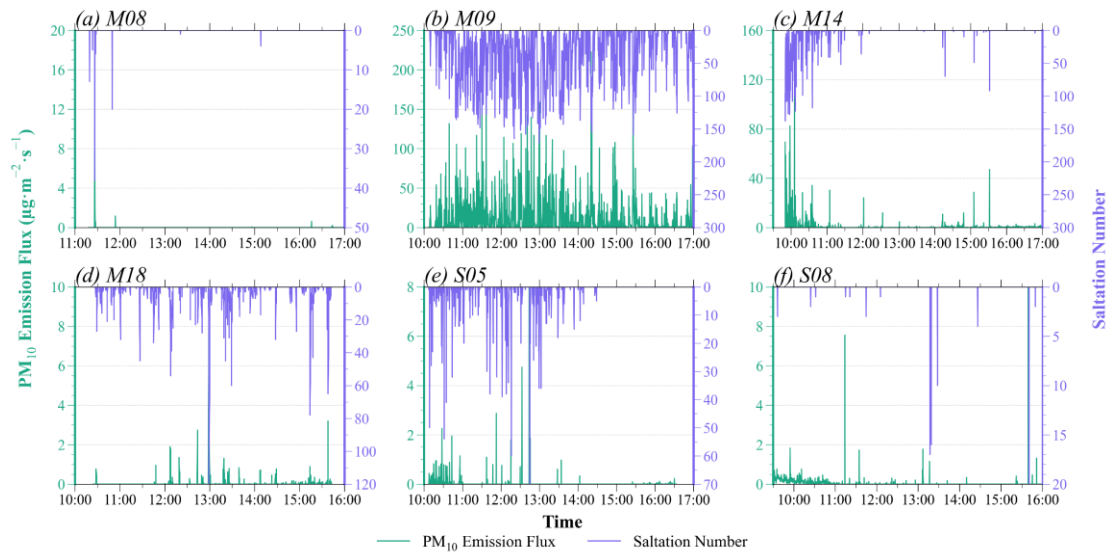 (a) M08 (b) M09 (c) M14
20 0 250 0 160 0
16 10 200 50 120 50
12 20 150 100 80 100
8 30 100 150 40 150
4 40 50 200 0 200
0 50 0 250 250
300 300
11:00 12:00 13:00 14:00 15:00 16:00 17:00 10:00 11:00 12:00 13:00 14:00 15:00 16:00 17:00 10:00 11:00 12:00 13:00 14:00 15:00 16:00 17:00
PM10 Emission Flux (μg·m−2·s−1)
Saltation Number
(d) M18 (e) S05 (f) S08
10 0 8 0 10 0
8 20 6 10 8 5
6 40 4 20 6 10
4 60 2 30 4 15
2 80 0 40 2 20
0 100 50 0
120 60
70
10:00 11:00 12:00 13:00 14:00 15:00 16:00 10:00 11:00 12:00 13:00 14:00 15:00 16:00 17:00 10:00 11:00 12:00 13:00 14:00 15:00 16:00
Time
PM10 Emission Flux Saltation Number